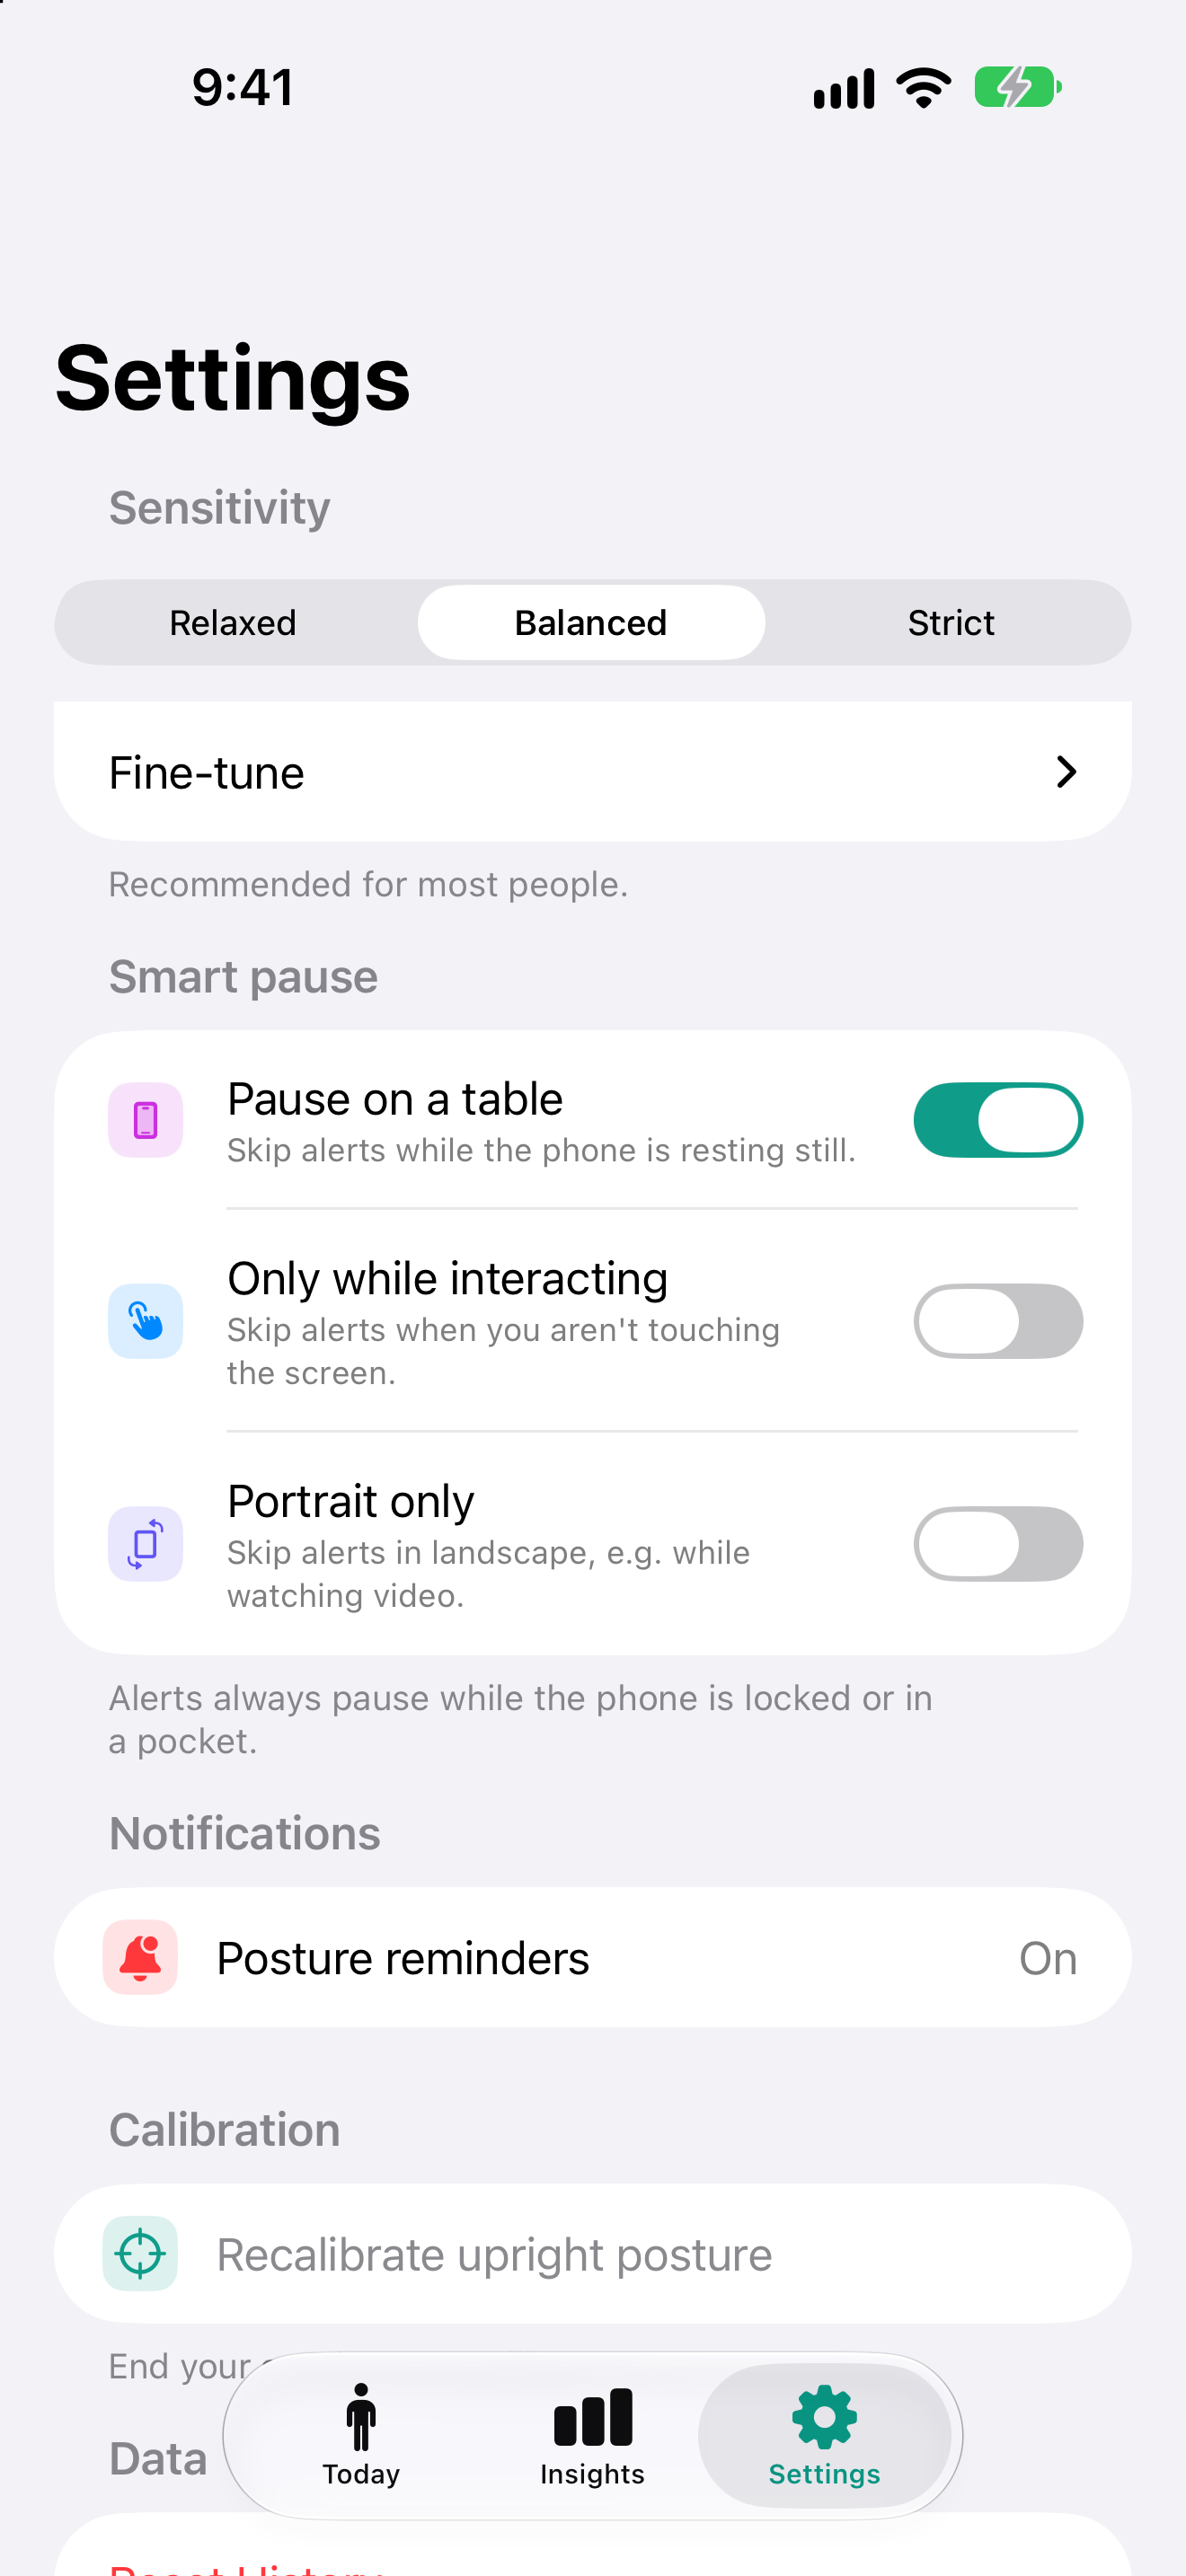 9:41
Settings
Sensitivity
Relaxed
Balanced
Strict
Fine-tune
Recommended for most people.
Smart pause
Pause on a table
Skip alerts while the phone is resting still.
Only while interacting
Skip alerts when you aren't touching
the screen.
Portrait only
Skip alerts in landscape, e.g. while
watching video.
Alerts always pause while the phone is locked or in
a pocket.
Notifications
Posture reminders
On
Calibration
Recalibrate upright posture
End your
Data
Today
Insights
Settings
Reset History